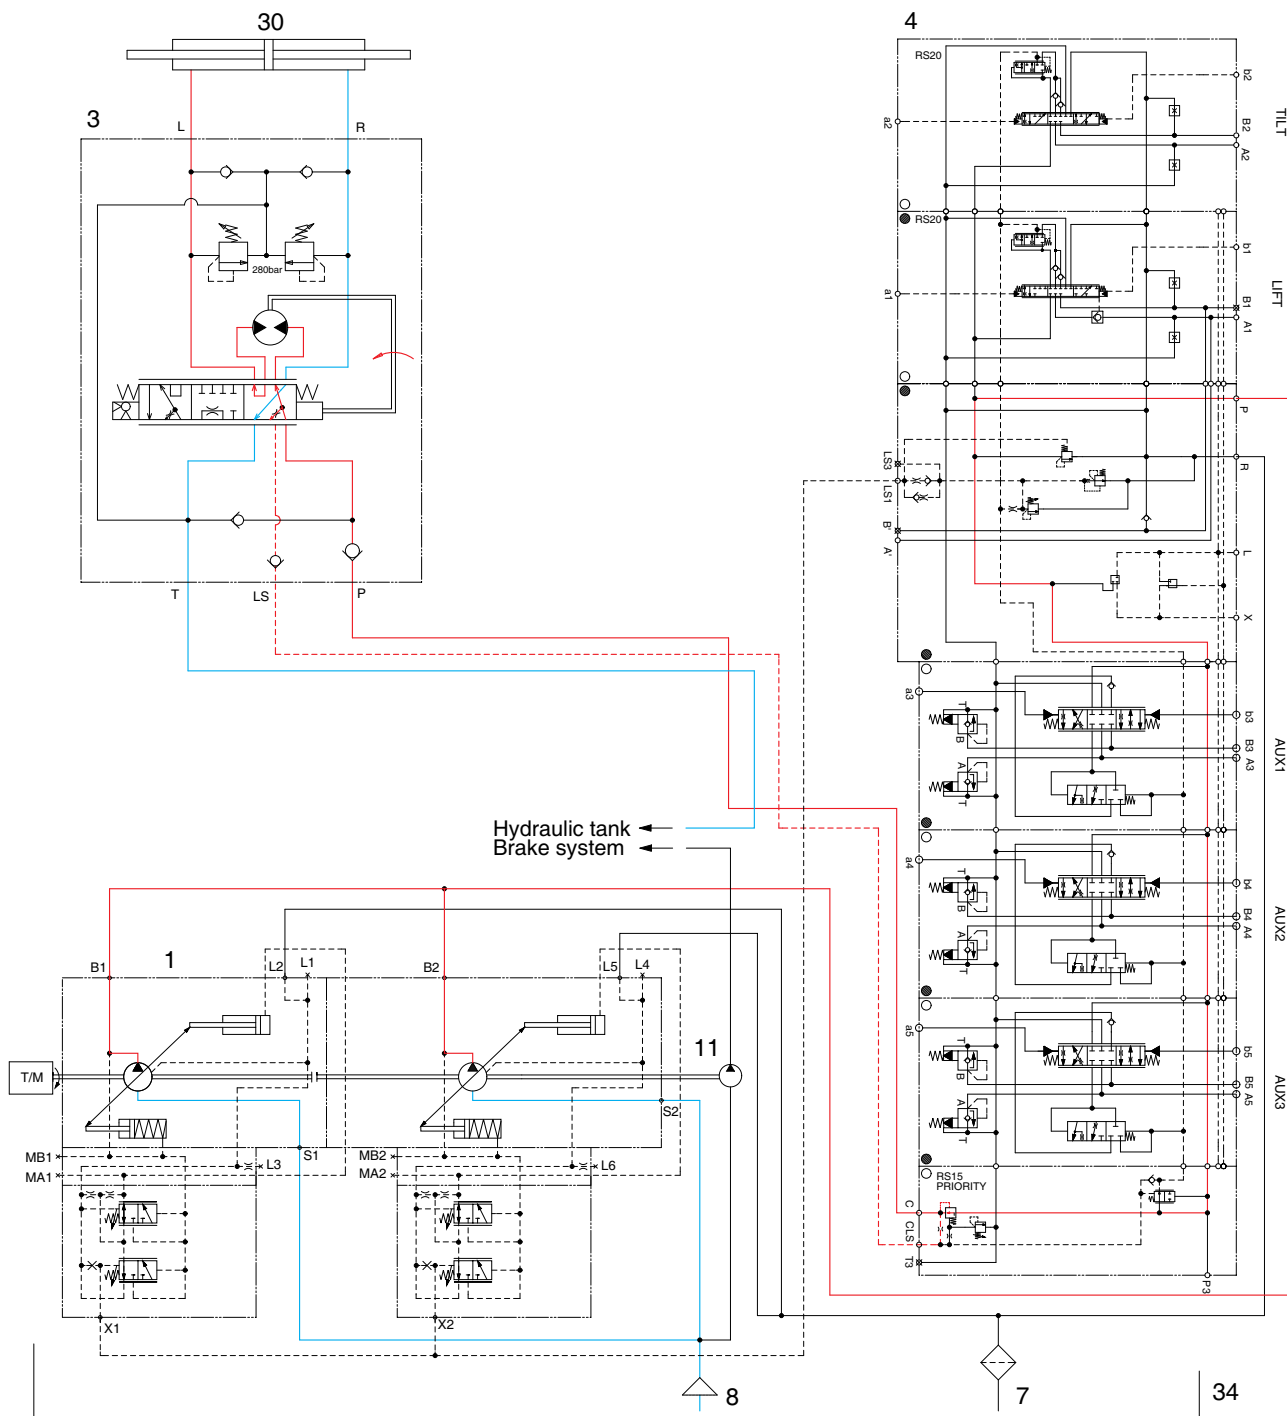 30
4
RS20
b2
TILT
a2
B2
A2
3
L
R
RS20
b1
LIFT
280bar
a1
B1
A1
P
LS3
R
LS1
B'
A'
L
T
LS
P
X
a3
T
b3
B
B3
AUX1
A3
A
T
Hydraulic tank
Brake system
a4
T
b4
B
B4
AUX2
A4
A
T
1
B1
L2
L1
B2
L5
L4
11
a5
T
b5
B
B5
AUX3
A5
A
T
T/M
S2
MB1
S1
MB2
L3
L6
MA1
MA2
RS15
PRIORITY
C
CLS
T3
P3
X1
X2
8
7
34